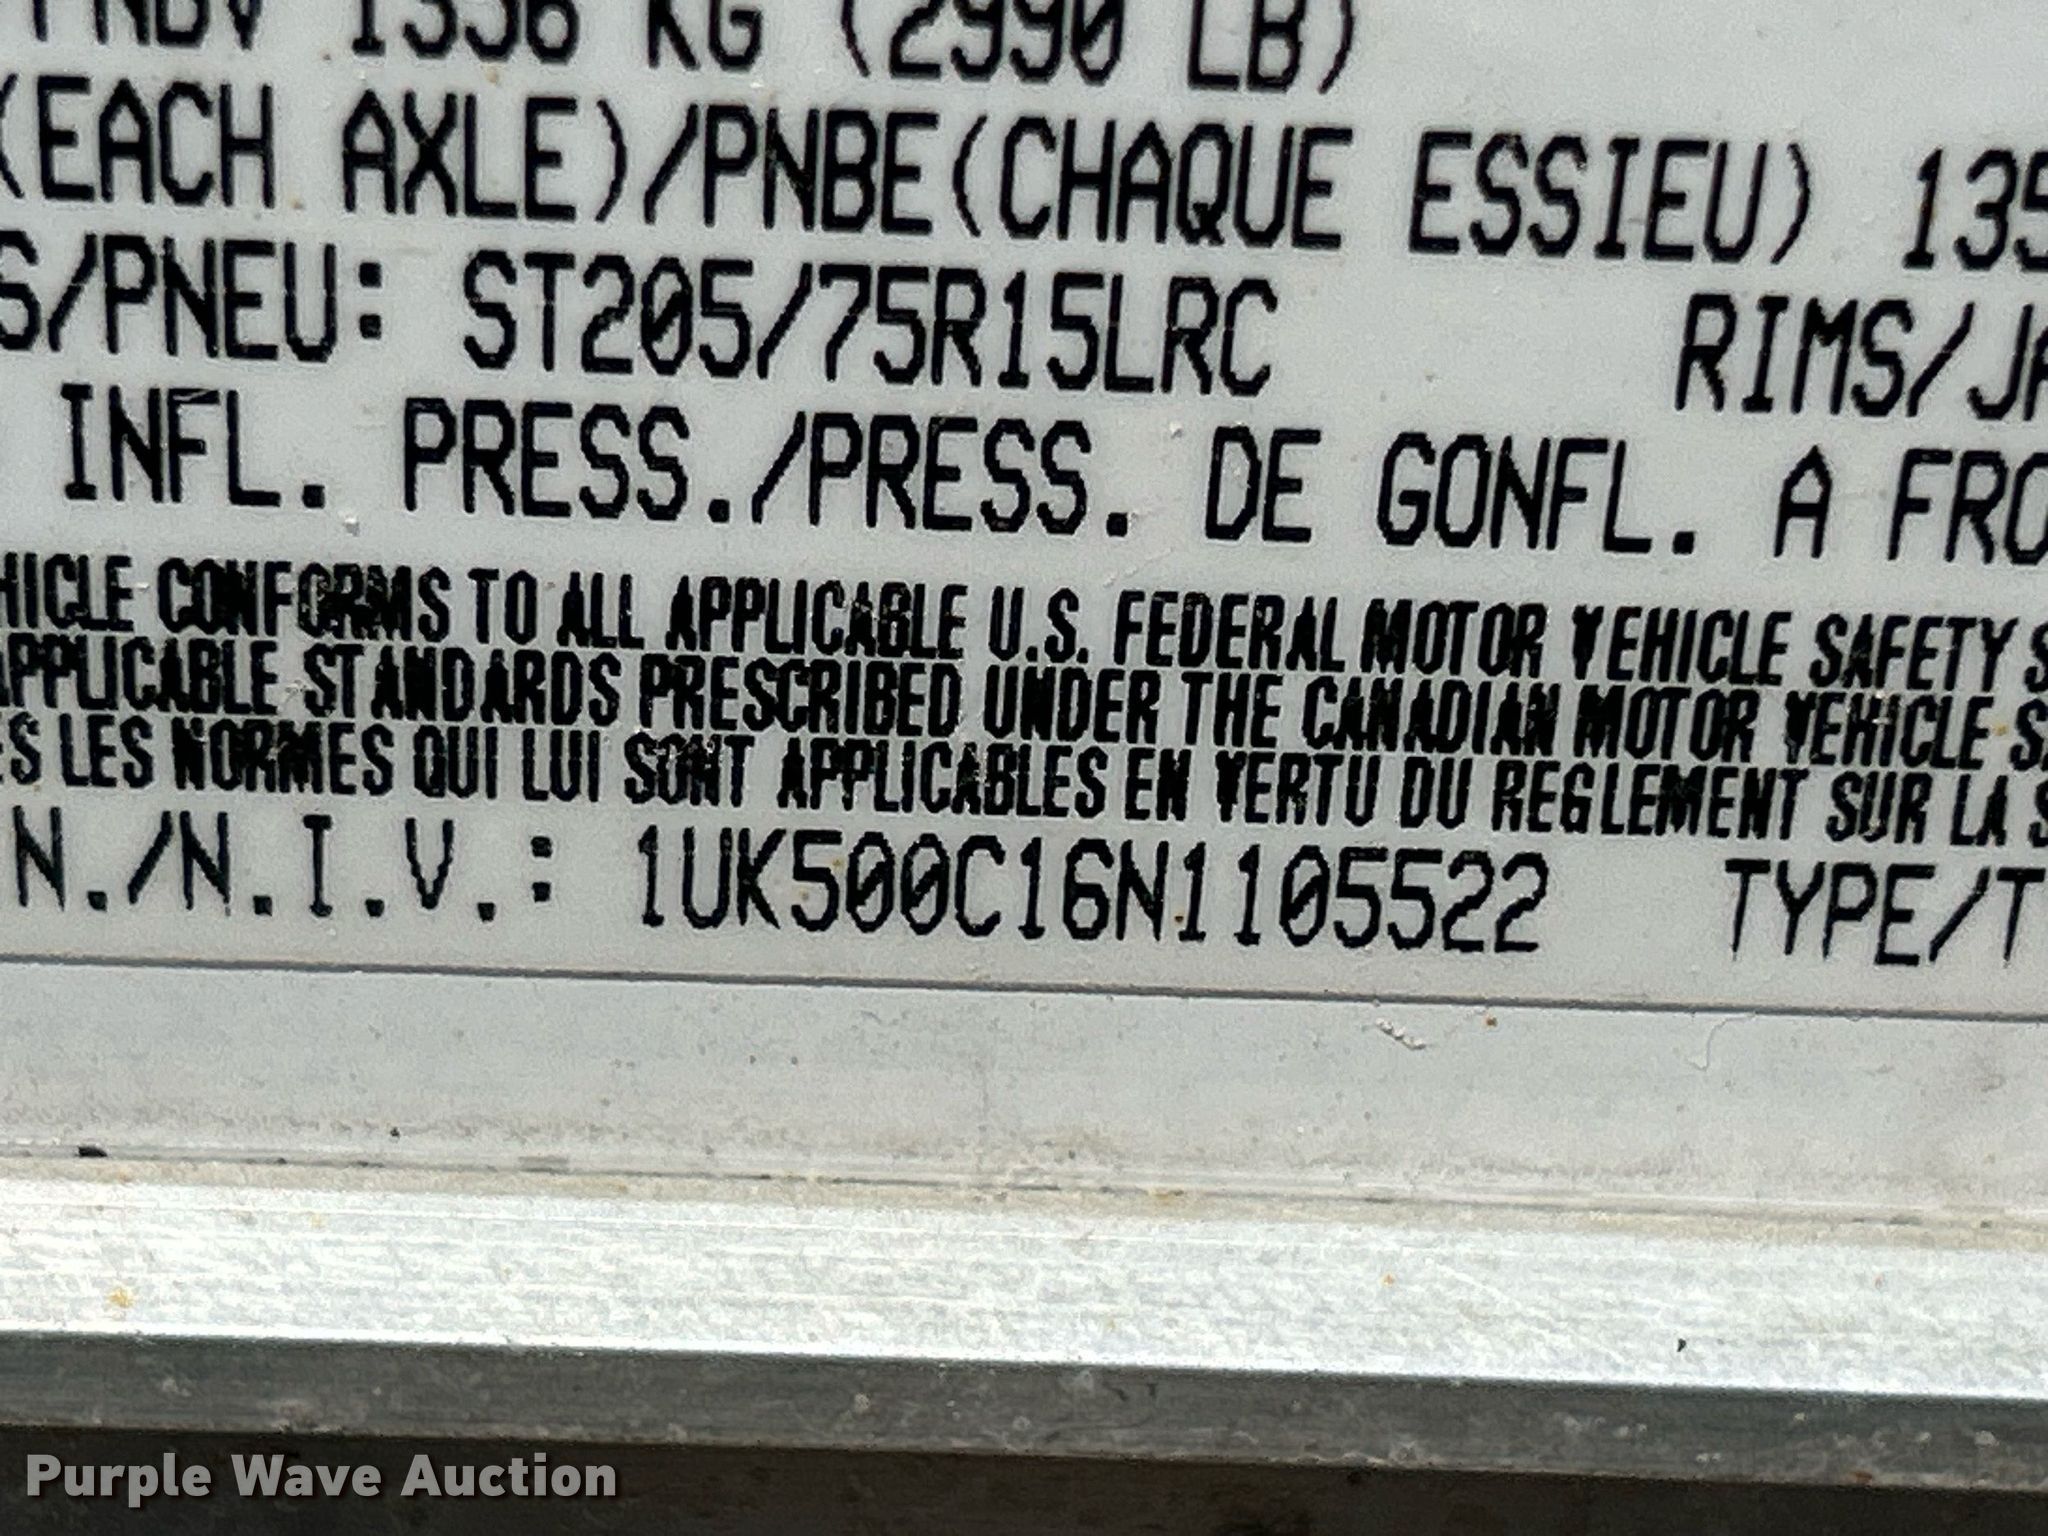 PNBV 1356 KG (2990 LB)
(EACH AXLE)/PNBE(CHAQUE ESSIEU) 135
S/PNEU: ST205/75R15LRC RIMS/JA
INFL. PRESS./PRESS. DE GONFL. A FRO
HICLE CONFORMS TO ALL APPLICABLE U.S. FEDERAL MOTOR VEHICLE SAFETY S
APPLICABLE STANDARDS PRESCRIBED UNDER THE CANADIAN MOTOR VEHICLE SA
ES LES NORMES QUI LUI SONT APPLICABLES EN VERTU DU REGLEMENT SUR LA S
N./N.I.V.: 1UK500C16N1105522 TYPE/T
Purple Wave Auction